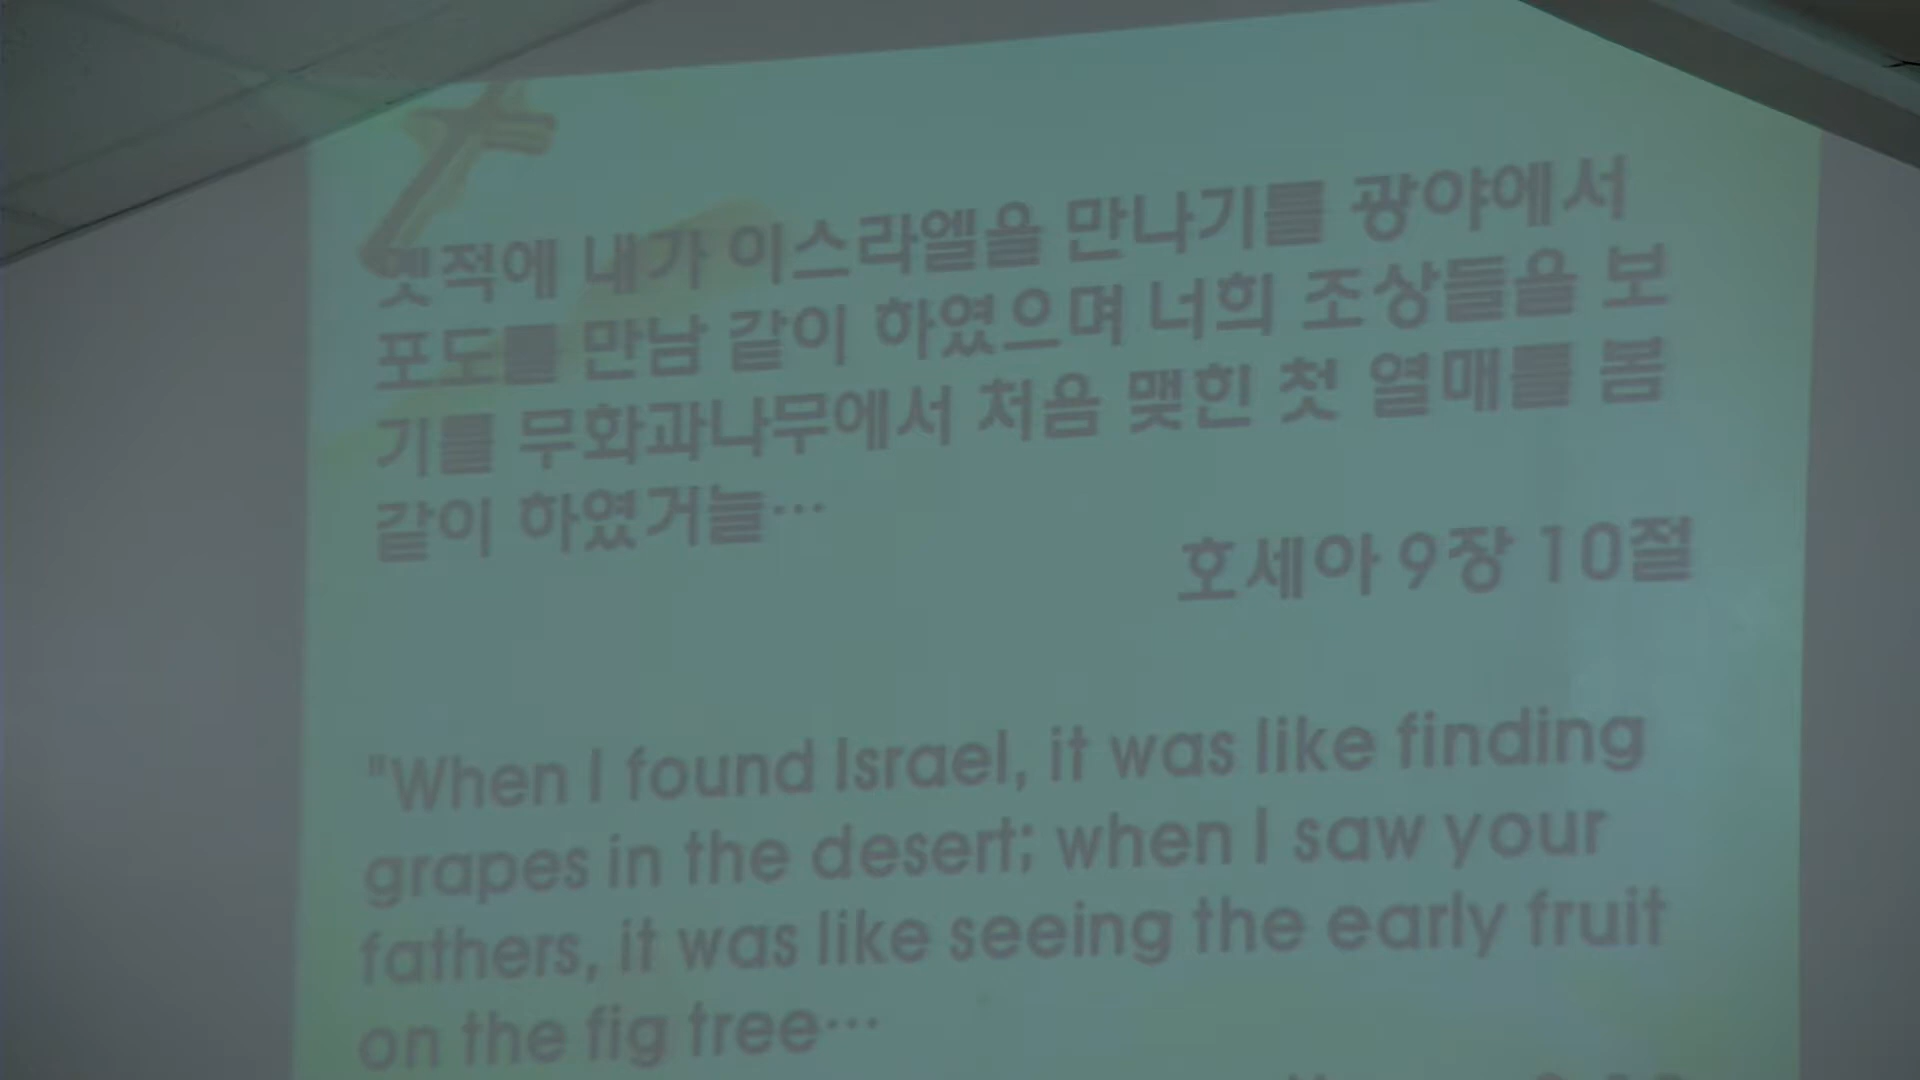 옛적에 내가 이스라엘을 만나기를 광야에서
포도를 만남 같이 하였으며 너희 조상들을 보
기를 무화과나무에서 처음 맺힌 첫 열매를 봄
같이 하였거늘…
호세아 9장 10절
"When I found Israel, it was like finding
grapes in the desert; when I saw your
fathers, it was like seeing the early fruit
on the fig tree…